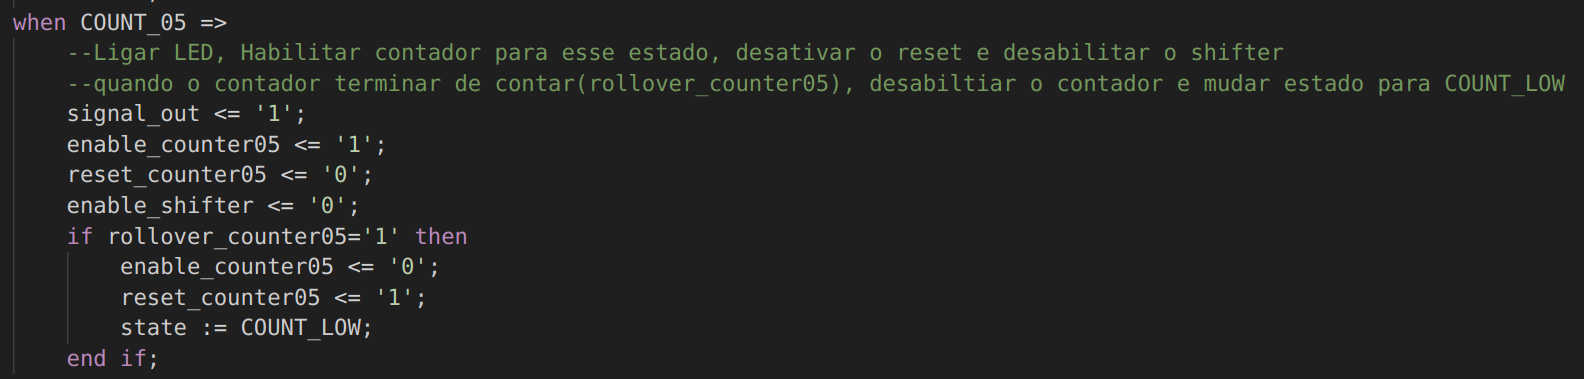 when COUNT_05 =>
--Ligar LED, Habilitar contador para esse estado, desativar o reset e desabilitar o shifter
--quando o contador terminar de contar(rollover_counter05), desabiltiar o contador e mudar estado para COUNT_LOW
signal_out <= '1';
enable_counter05 <= '1';
reset_counter05 <= '0';
enable_shifter <= '0';
if rollover_counter05='1' then
enable_counter05 <= '0';
reset_counter05 <= '1';
state := COUNT_LOW;
end if;